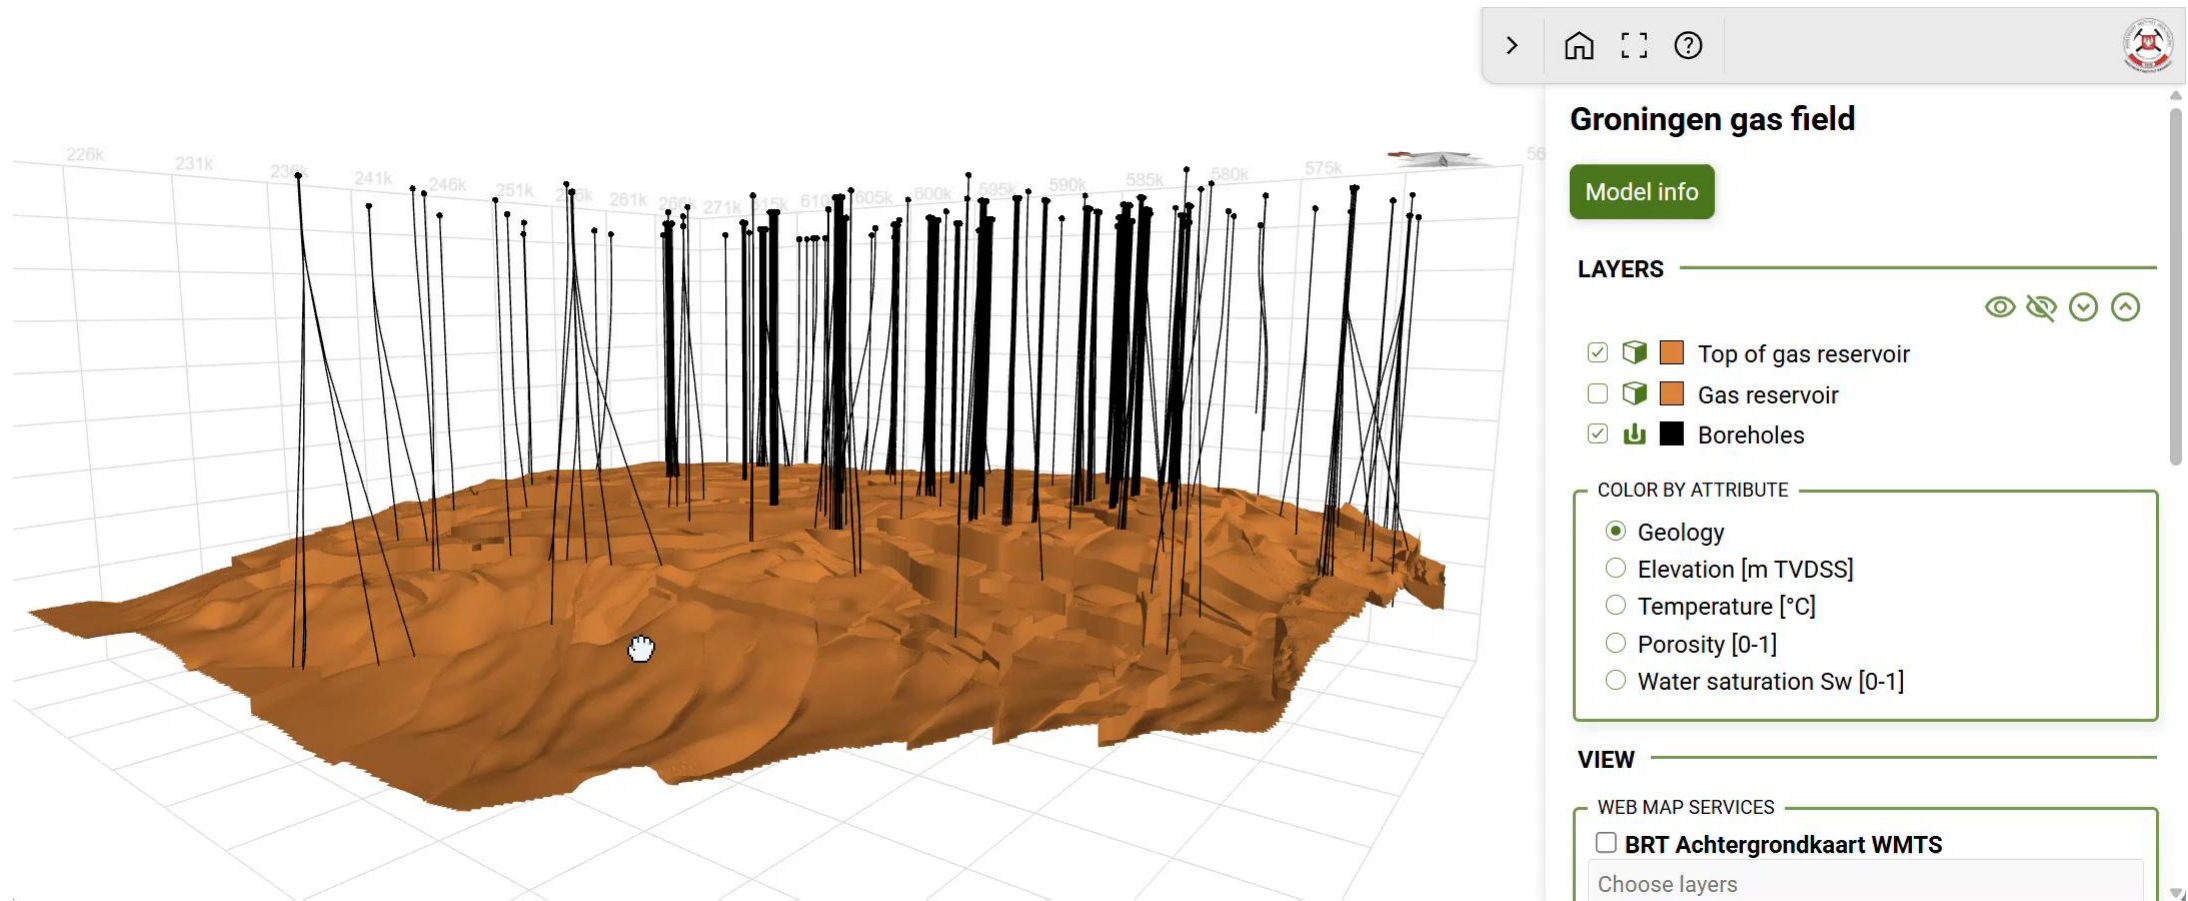 226k
231k
241k
246k
251k
261k
271k
605k
600k
595k
590k
585k
580k
575k
Groningen gas field
Model info
LAYERS
Top of gas reservoir
Gas reservoir
Boreholes
COLOR BY ATTRIBUTE
Geology
Elevation [m TVDSS]
Temperature [°C]
Porosity [0-1]
Water saturation Sw [0-1]
VIEW
WEB MAP SERVICES
BRT Achtergrondkaart WMTS
Choose layers